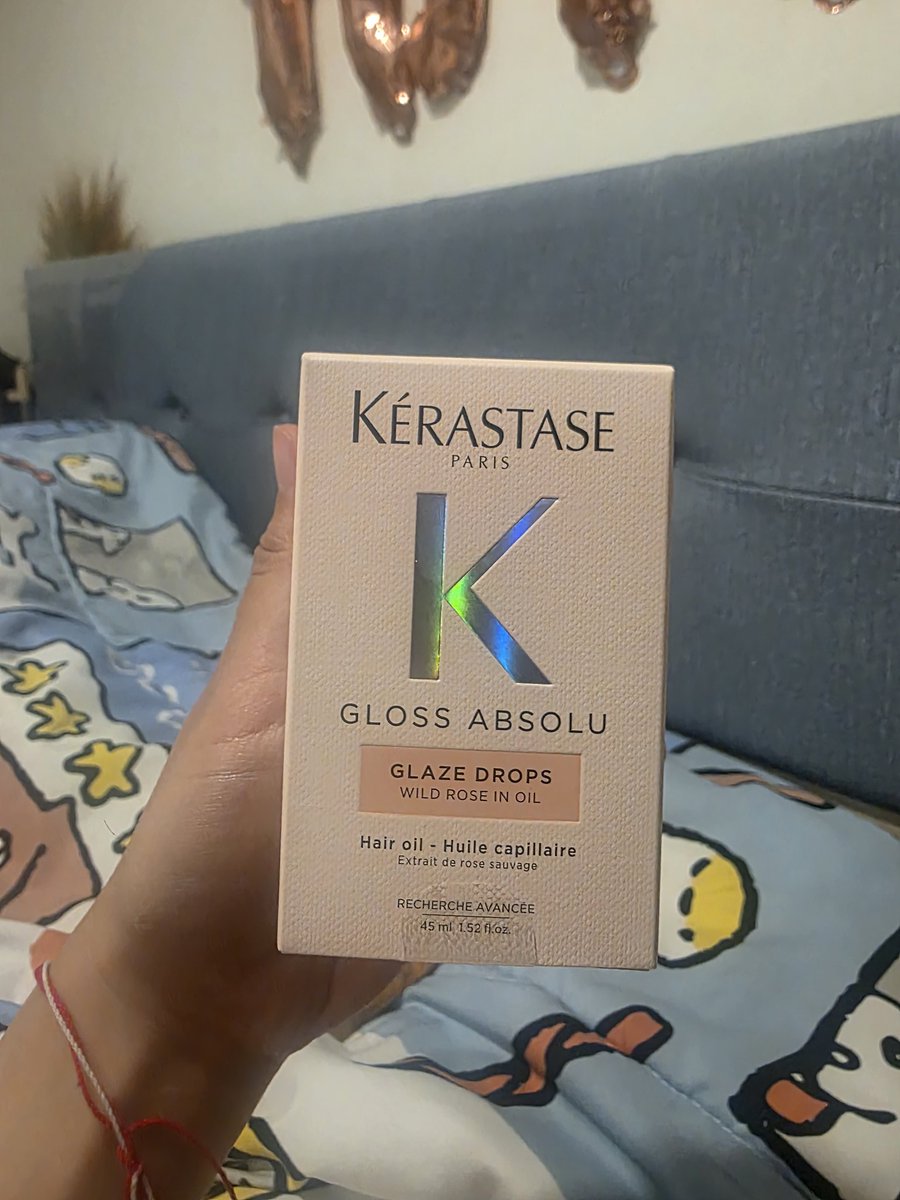 KÉRASTASE
PARIS
K
GLOSS ABSOLU
GLAZE DROPS
WILD ROSE IN OIL
Hair oil - Huile capillaire
Extrait de rose sauvage
RECHERCHE AVANCÉE
45 ml 1.52 fl.oz.